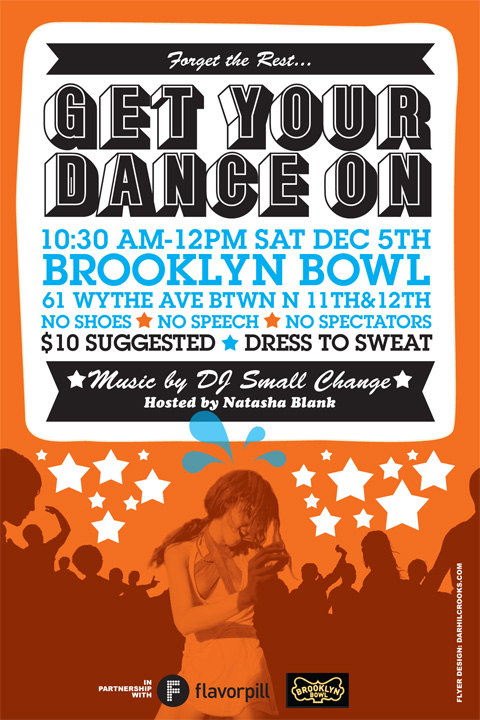 Forget the Rest...
GET YOUR
DANCE ON
10:30 AM-12PM SAT DEC 5TH
BROOKLYN BOWL
61 WYTHE AVE BTWN N 11TH&12TH
NO SHOES ★ NO SPEECH ★ NO SPECTATORS
$10 SUGGESTED ★ DRESS TO SWEAT
★Music by DJ Small Change★
Hosted by Natasha Blank
IN
PARTNERSHIP
WITH
F flavorpill
BROOKLYN
BOWL
FLYER DESIGN: DARHILCROOKS.COM